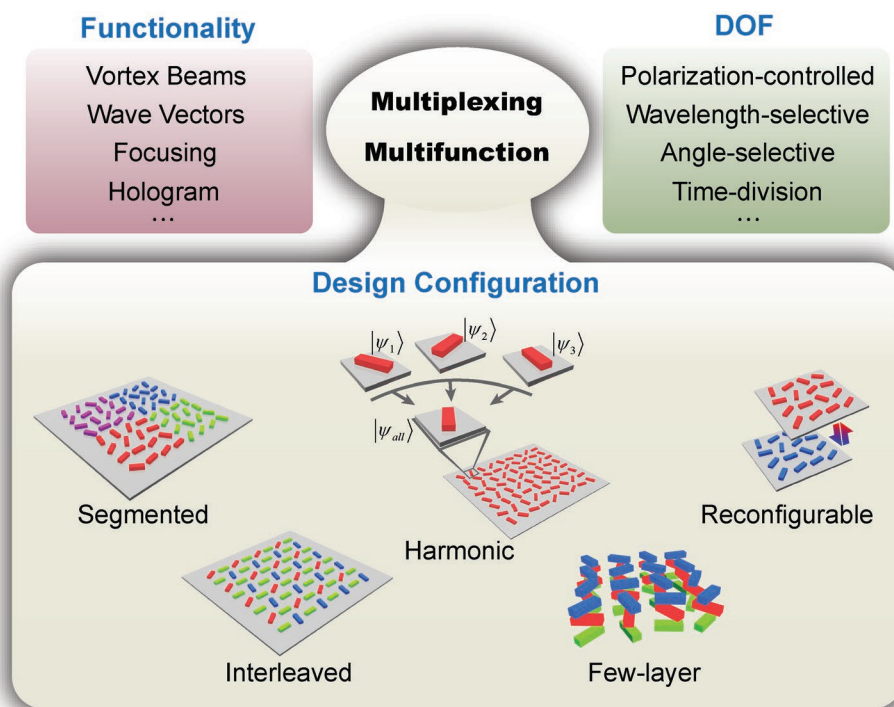 Functionality
Vortex Beams
Wave Vectors
Focusing
Hologram
...
Multiplexing
Multifunction
DOF
Polarization-controlled
Wavelength-selective
Angle-selective
Time-division
...
Design Configuration
|ψ₁⟩
|ψ₂⟩
|ψ₃⟩
|ψₐₗₗ⟩
Segmented
Harmonic
Reconfigurable
Interleaved
Few-layer